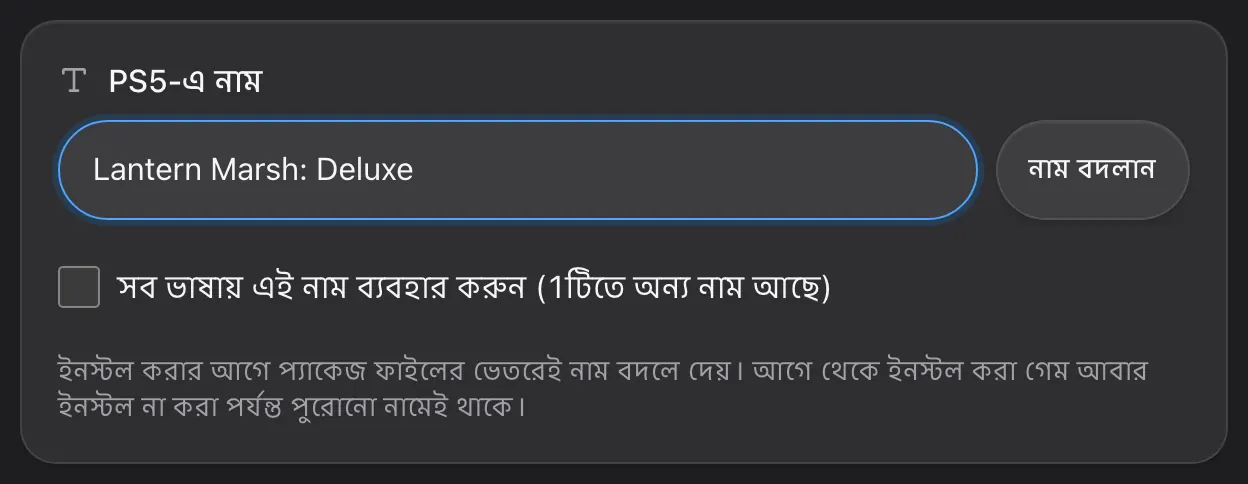 PS5-এ নাম
Lantern Marsh: Deluxe
নাম বদলান
সব ভাষায় এই নাম ব্যবহার করুন (1টিতে অন্য নাম আছে)
ইনস্টল করার আগে প্যাকেজ ফাইলের ভেতরেই নাম বদলে দেয়। আগে থেকে ইনস্টল করা গেম আবার
ইনস্টল না করা পর্যন্ত পুরোনো নামেই থাকে।